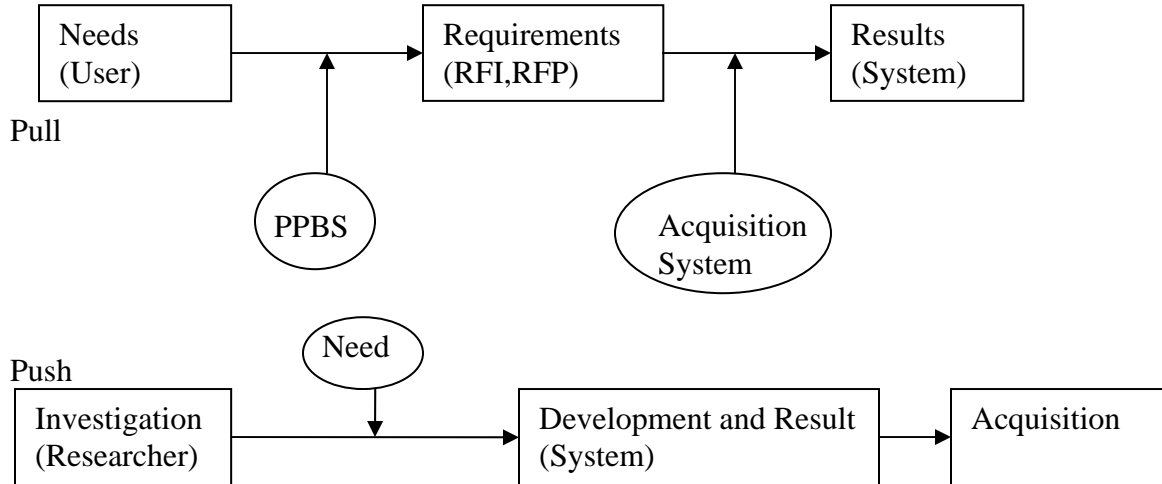 Needs
(User)
Requirements
(RFI,RFP)
Results
(System)
Pull
PPBS
Acquisition
System
Need
Push
Investigation
(Researcher)
Development and Result
(System)
Acquisition